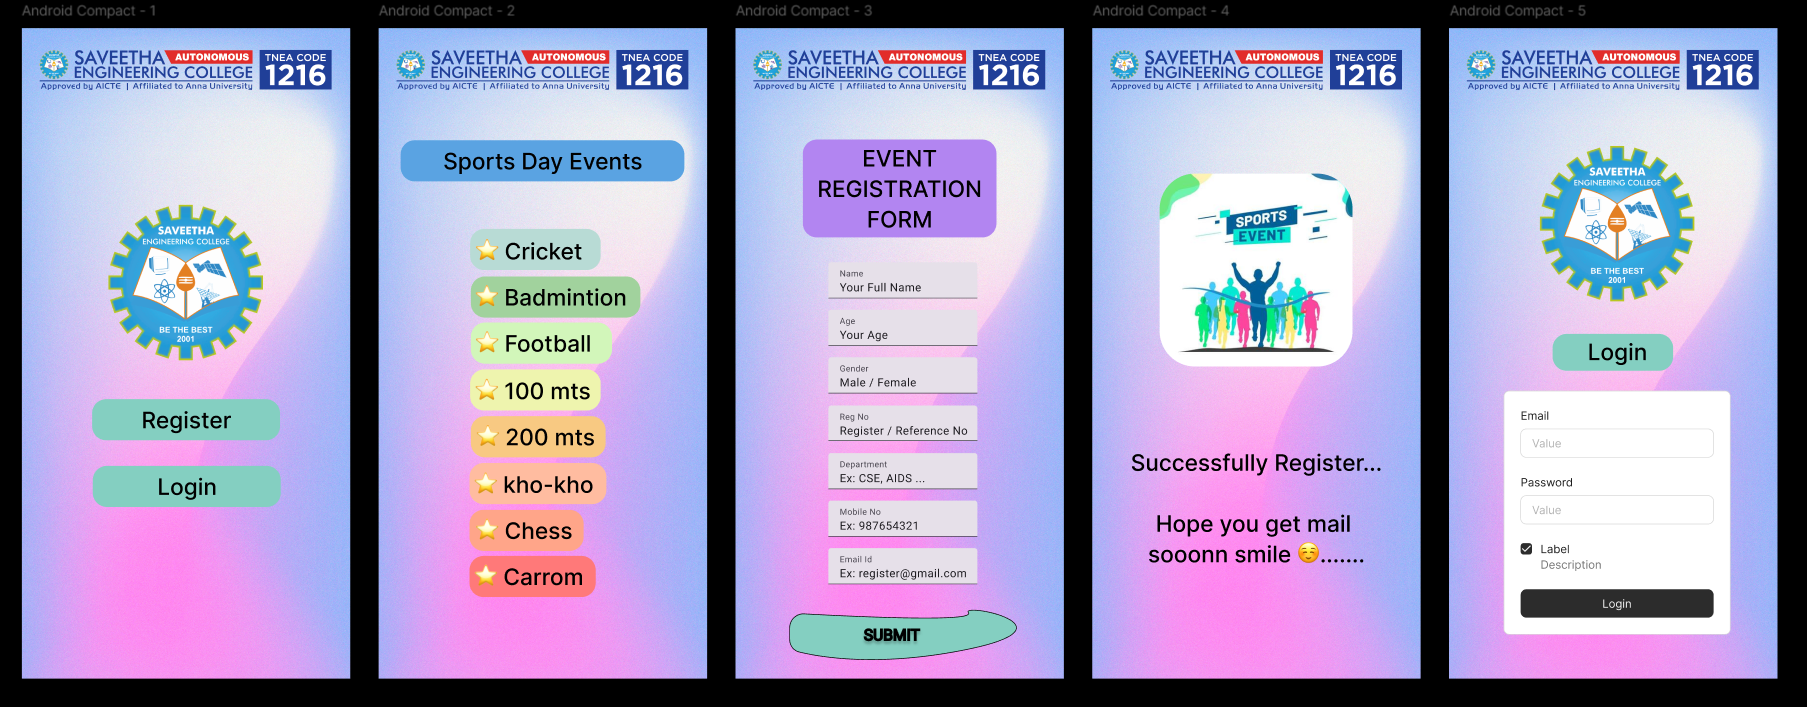 Android Compact - 1
SAVEETHA AUTONOMOUS
ENGINEERING COLLEGE
Approved by AICTE | Affiliated to Anna University
TNEA CODE
1216
SAVEETHA
ENGINEERING COLLEGE
BE THE BEST
2001
Register
Login
Android Compact - 2
SAVEETHA AUTONOMOUS
ENGINEERING COLLEGE
Approved by AICTE | Affiliated to Anna University
TNEA CODE
1216
Sports Day Events
⭐ Cricket
⭐ Badmintion
⭐ Football
⭐ 100 mts
⭐ 200 mts
⭐ kho-kho
⭐ Chess
⭐ Carrom
Android Compact - 3
SAVEETHA AUTONOMOUS
ENGINEERING COLLEGE
Approved by AICTE | Affiliated to Anna University
TNEA CODE
1216
EVENT
REGISTRATION
FORM
Name
Your Full Name
Age
Your Age
Gender
Male / Female
Reg No
Register / Reference No
Department
Ex: CSE, AIDS ...
Mobile No
Ex: 987654321
Email Id
Ex: register@gmail.com
SUBMIT
Android Compact - 4
SAVEETHA AUTONOMOUS
ENGINEERING COLLEGE
Approved by AICTE | Affiliated to Anna University
TNEA CODE
1216
SPORTS
EVENT
Successfully Register...
Hope you get mail
sooonn smile ☺️.......
Android Compact - 5
SAVEETHA AUTONOMOUS
ENGINEERING COLLEGE
Approved by AICTE | Affiliated to Anna University
TNEA CODE
1216
SAVEETHA
ENGINEERING COLLEGE
BE THE BEST
2001
Login
Email
Value
Password
Value
Label
Description
Login